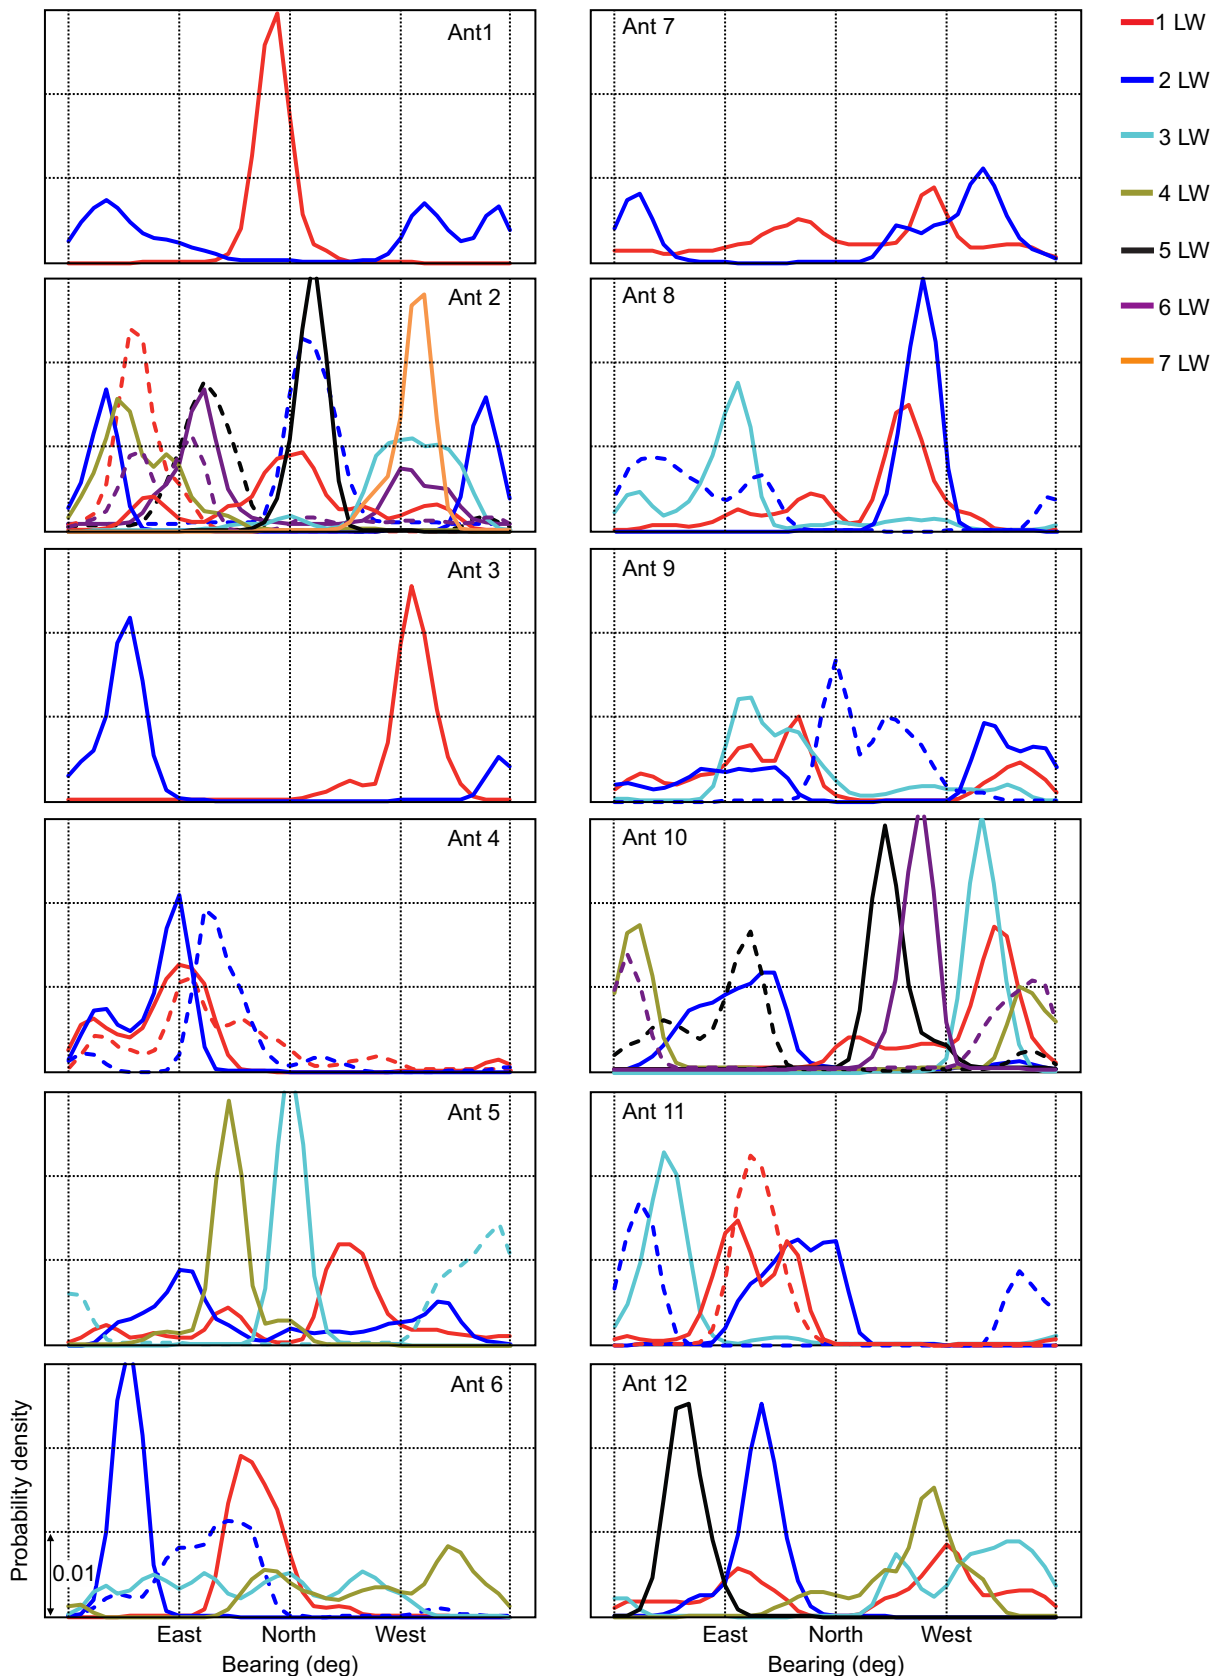 Ant1
Ant 7
1 LW
2 LW
3 LW
4 LW
5 LW
6 LW
7 LW
Ant 2
Ant 8
Ant 3
Ant 9
Ant 4
Ant 10
Ant 5
Ant 11
Ant 6
Ant 12
Probability density
0.01
East North West
East North West
Bearing (deg)
Bearing (deg)